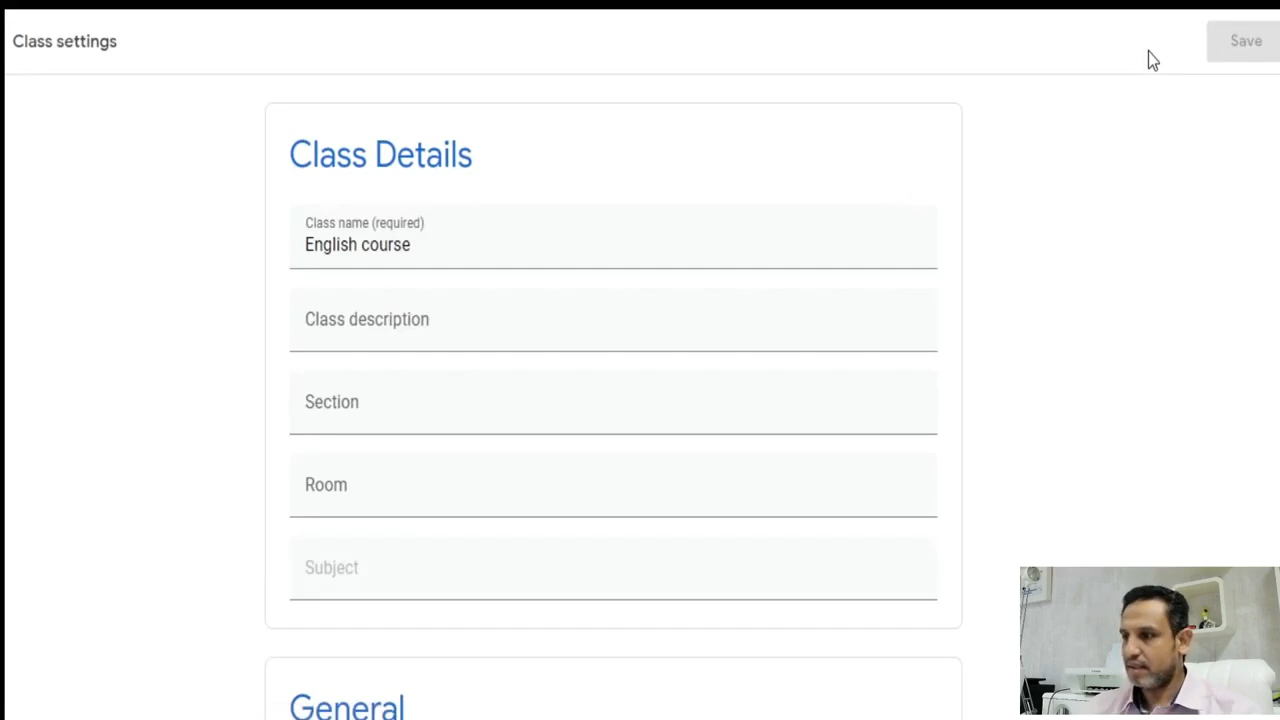 Class settings
Save
Class Details
Class name (required)
English course
Class description
Section
Room
Subject
General